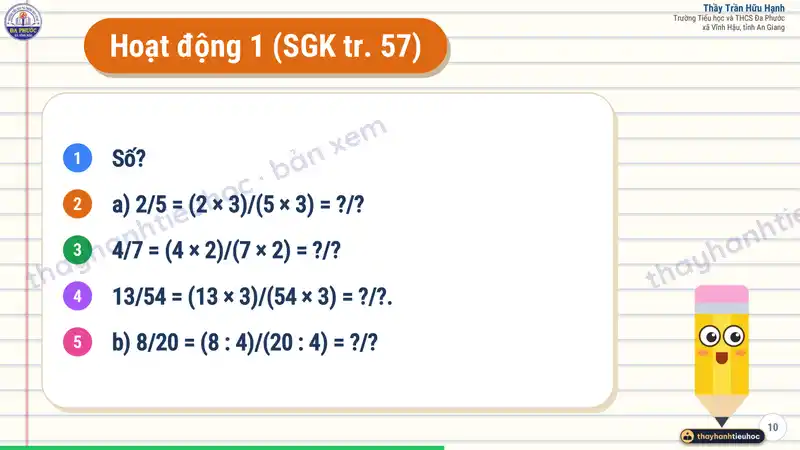 Thầy Trần Hữu Hạnh
Trường Tiểu học và THCS Đa Phước
xã Vĩnh Hậu, tỉnh An Giang
ĐA PHƯỚC
Hoạt động 1 (SGK tr. 57)
1 Số?
2 a) 2/5 = (2 × 3)/(5 × 3) = ?/?
3 4/7 = (4 × 2)/(7 × 2) = ?/?
4 13/54 = (13 × 3)/(54 × 3) = ?/?.
5 b) 8/20 = (8 : 4)/(20 : 4) = ?/?
thayhanhtieuhoc · bản xem
thayhanhtieuhoc
10